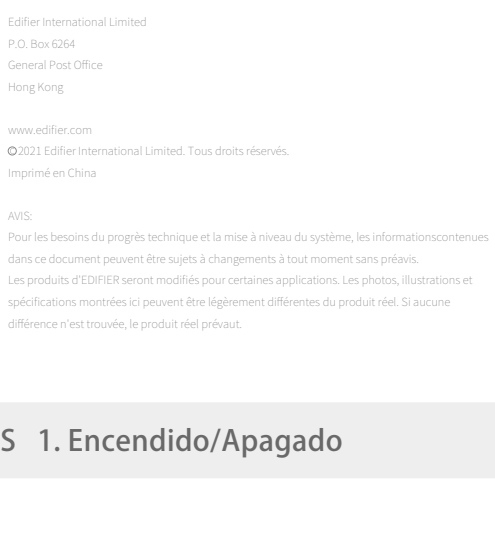 Edifier International Limited
P.O. Box 6264
General Post Office
Hong Kong
www.edifier.com
©2021 Edifier International Limited. Tous droits réservés.
Imprimé en China
AVIS:
Pour les besoins du progrès technique et la mise à niveau du système, les informationscontenues
dans ce document peuvent être sujets à changements à tout moment sans préavis.
Les produits d'EDIFIER seront modifiés pour certaines applications. Les photos, illustrations et
spécifications montrées ici peuvent être légèrement différentes du produit réel. Si aucune
différence n'est trouvée, le produit réel prévaut.
S 1. Encendido/Apagado